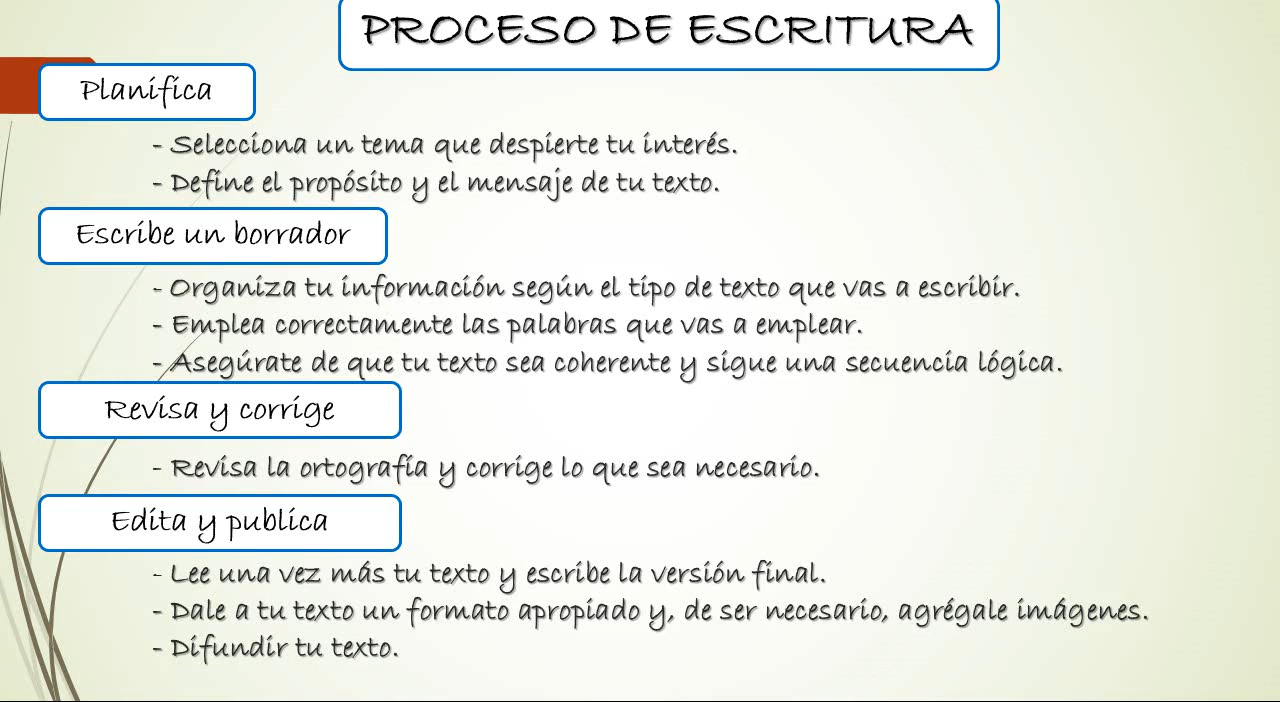 PROCESO DE ESCRITURA
Planifica
- Selecciona un tema que despierte tu interés.
- Define el propósito y el mensaje de tu texto.
Escribe un borrador
- Organiza tu información según el tipo de texto que vas a escribir.
- Emplea correctamente las palabras que vas a emplear.
- Asegúrate de que tu texto sea coherente y sigue una secuencia lógica.
Revisa y corrige
- Revisa la ortografía y corrige lo que sea necesario.
Edita y publica
- Lee una vez más tu texto y escribe la versión final.
- Dale a tu texto un formato apropiado y, de ser necesario, agrégale imágenes.
- Difundir tu texto.